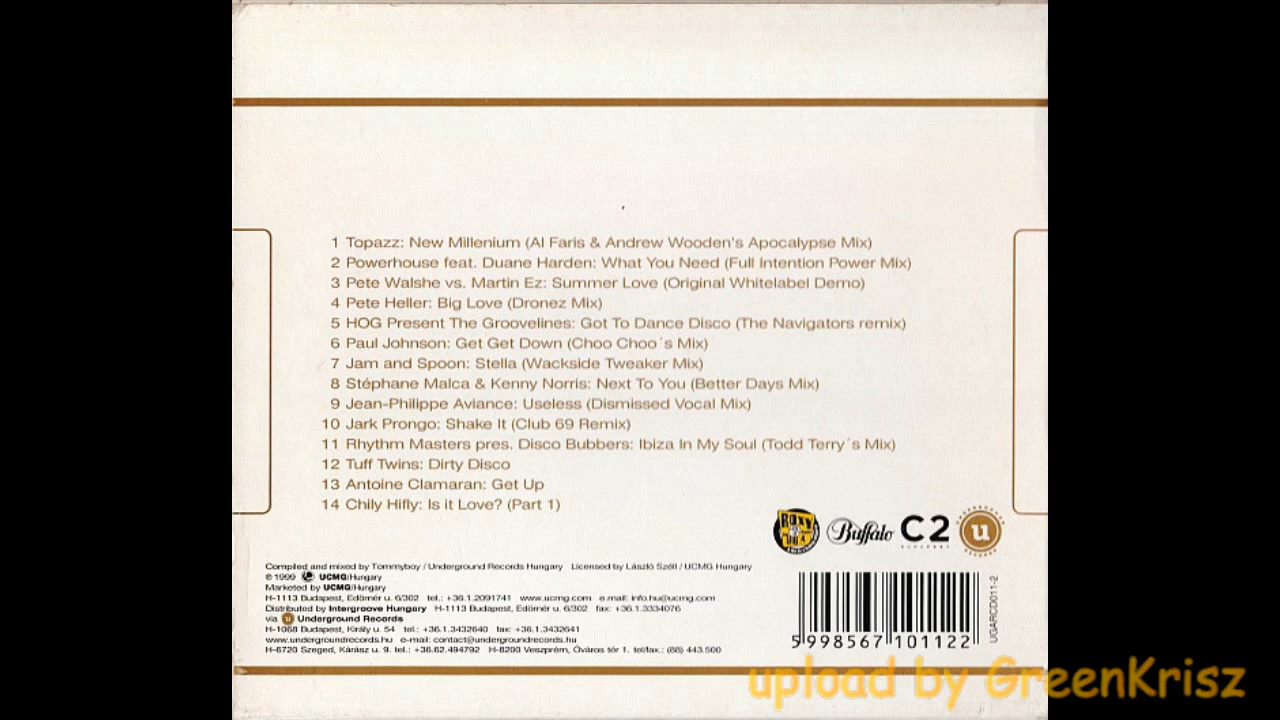 1 Topazz: New Millenium (Al Faris & Andrew Wooden's Apocalypse Mix)
2 Powerhouse feat. Duane Harden: What You Need (Full Intention Power Mix)
3 Pete Walshe vs. Martin Ez: Summer Love (Original Whitelabel Demo)
4 Pete Heller: Big Love (Dronez Mix)
5 HOG Present The Groovelines: Got To Dance Disco (The Navigators remix)
6 Paul Johnson: Get Get Down (Choo Choo´s Mix)
7 Jam and Spoon: Stella (Wackside Tweaker Mix)
8 Stéphane Malca & Kenny Norris: Next To You (Better Days Mix)
9 Jean-Philippe Aviance: Useless (Dismissed Vocal Mix)
10 Jark Prongo: Shake It (Club 69 Remix)
11 Rhythm Masters pres. Disco Bubbers: Ibiza In My Soul (Todd Terry´s Mix)
12 Tuff Twins: Dirty Disco
13 Antoine Clamaran: Get Up
14 Chily Hifly: Is it Love? (Part 1)
ROXY Buffalo C2 u
BUDAPEST
Compiled and mixed by Tommyboy / Underground Records Hungary Licensed by László Széll / UCMG Hungary
℗ 1999 UCMG/Hungary
Marketed by UCMG/Hungary
H-1113 Budapest, Edömér u. 6/302 tel.: +36.1.2091741 www.ucmg.com e-mail: info.hu@ucmg.com
Distributed by Intergroove Hungary H-1113 Budapest, Edömér u. 6/302 fax: +36.1.3334076
via u Underground Records
H-1068 Budapest, Király u. 54 tel.: +36.1.3432640 fax: +36.1.3432641
www.undergroundrecords.hu e-mail: contact@undergroundrecords.hu
H-6720 Szeged, Kárász u. 9. tel.: +36.62.494792 H-8200 Veszprém, Óváros tér 1. tel/fax.: (88) 443.500
5 998567 101122
UGARCD011-2
upload by GreenKrisz